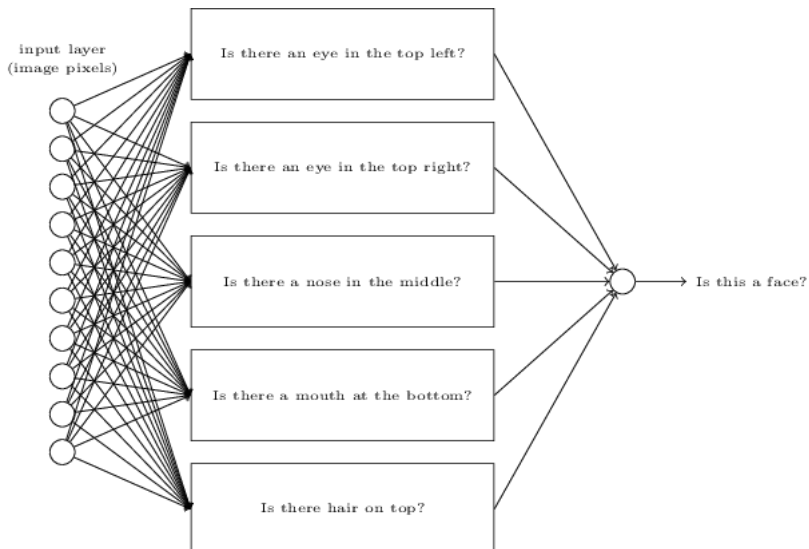 input layer
(image pixels)
Is there an eye in the top left?
Is there an eye in the top right?
Is there a nose in the middle?
Is there a mouth at the bottom?
Is there hair on top?
Is this a face?